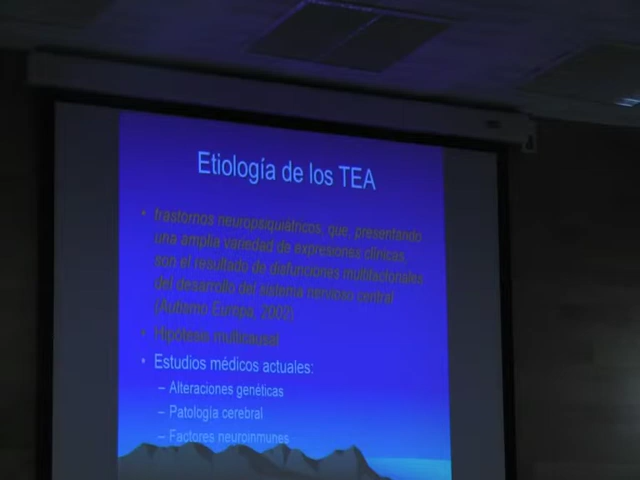 Etiología de los TEA
• trastornos neuropsiquiátricos que, presentando
una amplia variedad de expresiones clínicas,
son el resultado de disfunciones multifactoriales
del desarrollo del sistema nervioso central
(Autismo Europa, 2002)
• Hipótesis multicausal
• Estudios médicos actuales:
– Alteraciones genéticas
– Patología cerebral
– Factores neuroinmunes